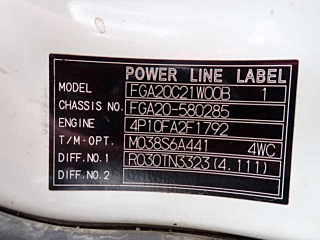 POWER LINE LABEL
MODEL FGA20C21W00B 1
CHASSIS NO. FGA20-580285
ENGINE 4P10FA2F1792
T/M·OPT. M038S6A441 4WC
DIFF.NO.1 R030TN3323(4.111)
DIFF.NO.2